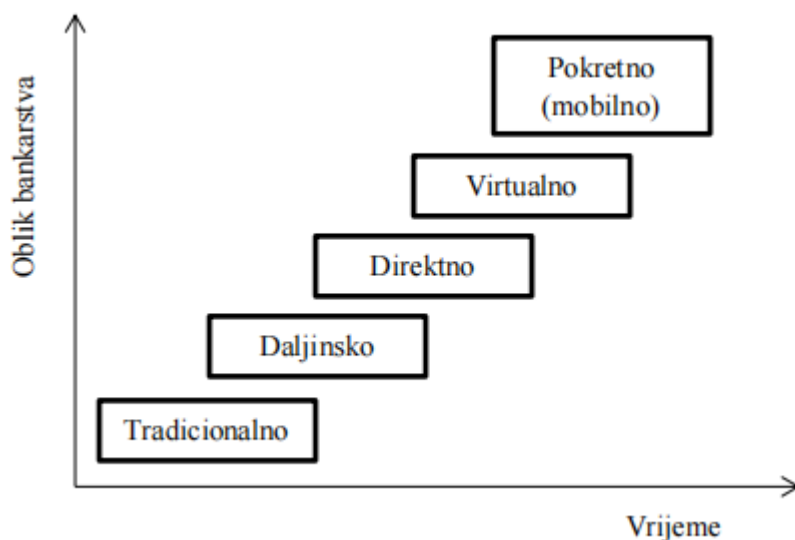 Oblik bankarstva
Pokretno
(mobilno)
Virtualno
Direktno
Daljinsko
Tradicionalno
Vrijeme